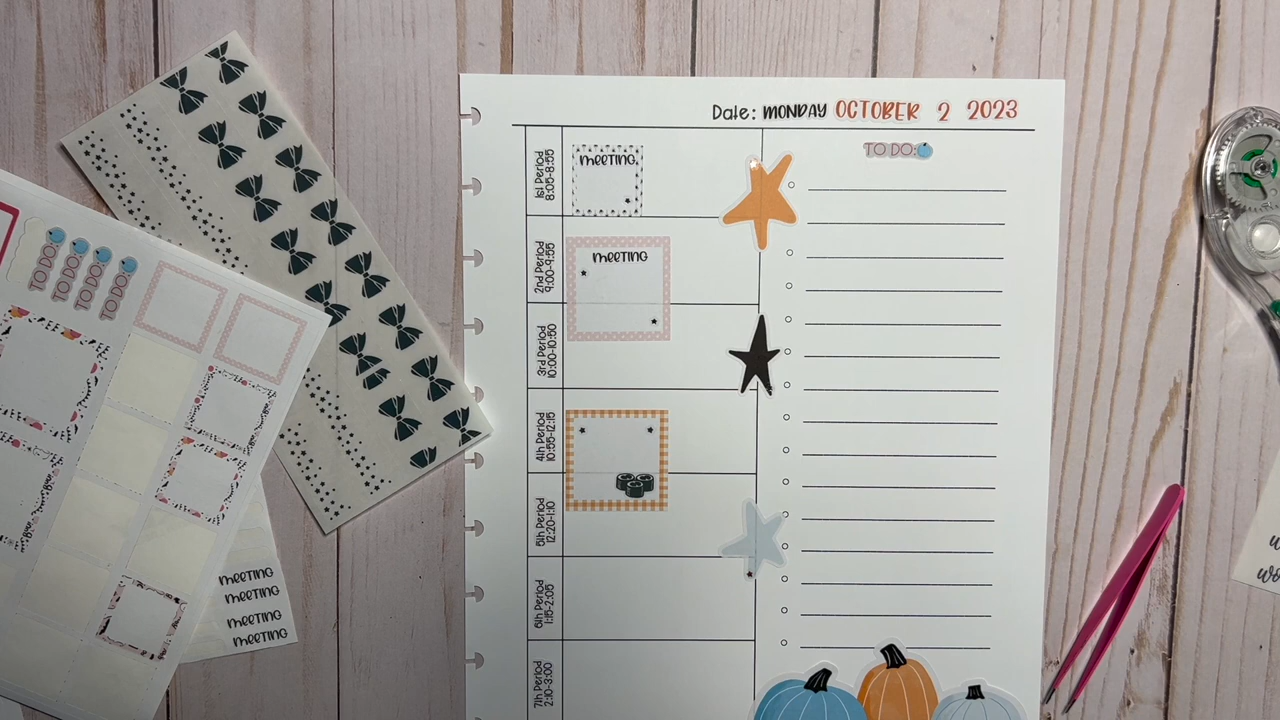 Date: MONDAY OCTOBER 2 2023
1st Period
8:05-8:55
MEETING
TO DO:
2nd Period
9:00-9:55
MEETING
3rd Period
10:00-10:50
4th Period
10:55-12:15
5th Period
12:20-1:10
6th Period
1:15-2:05
7th Period
2:10-3:00
TO DO:
TO DO:
TO DO:
TO DO:
MEETING
MEETING
MEETING
MEETING